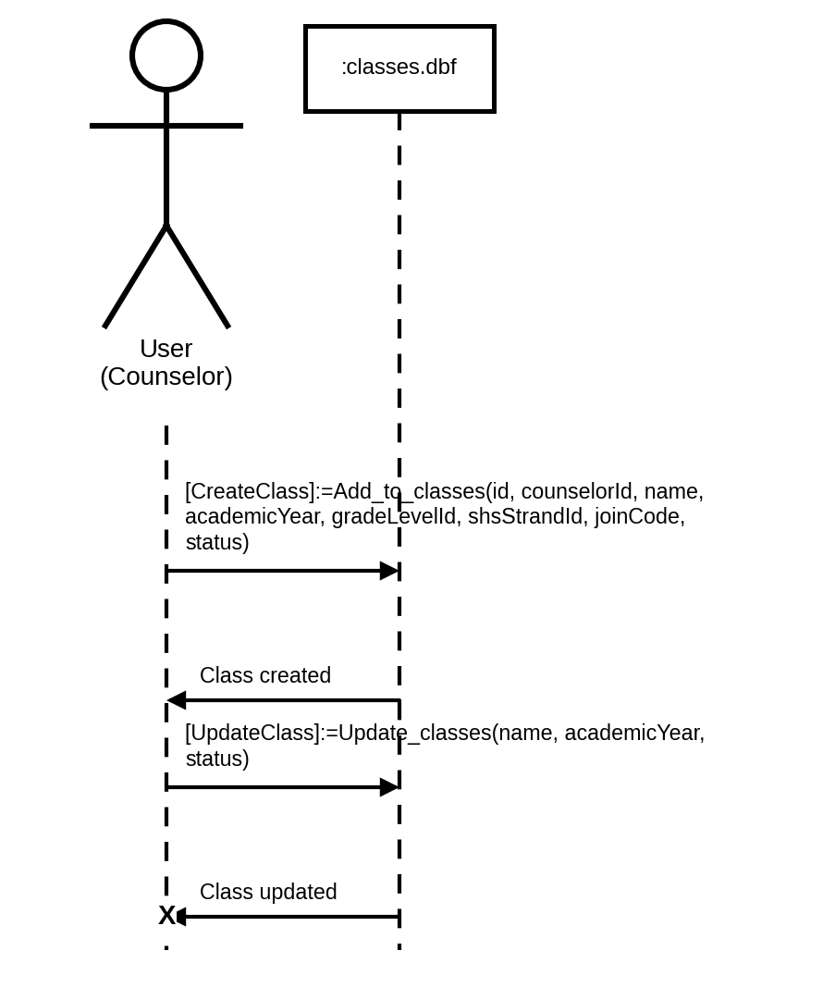 :classes.dbf
User
(Counselor)
[CreateClass]:=Add_to_classes(id, counselorId, name,
academicYear, gradeLevelId, shsStrandId, joinCode,
status)
Class created
[UpdateClass]:=Update_classes(name, academicYear,
status)
Class updated
X